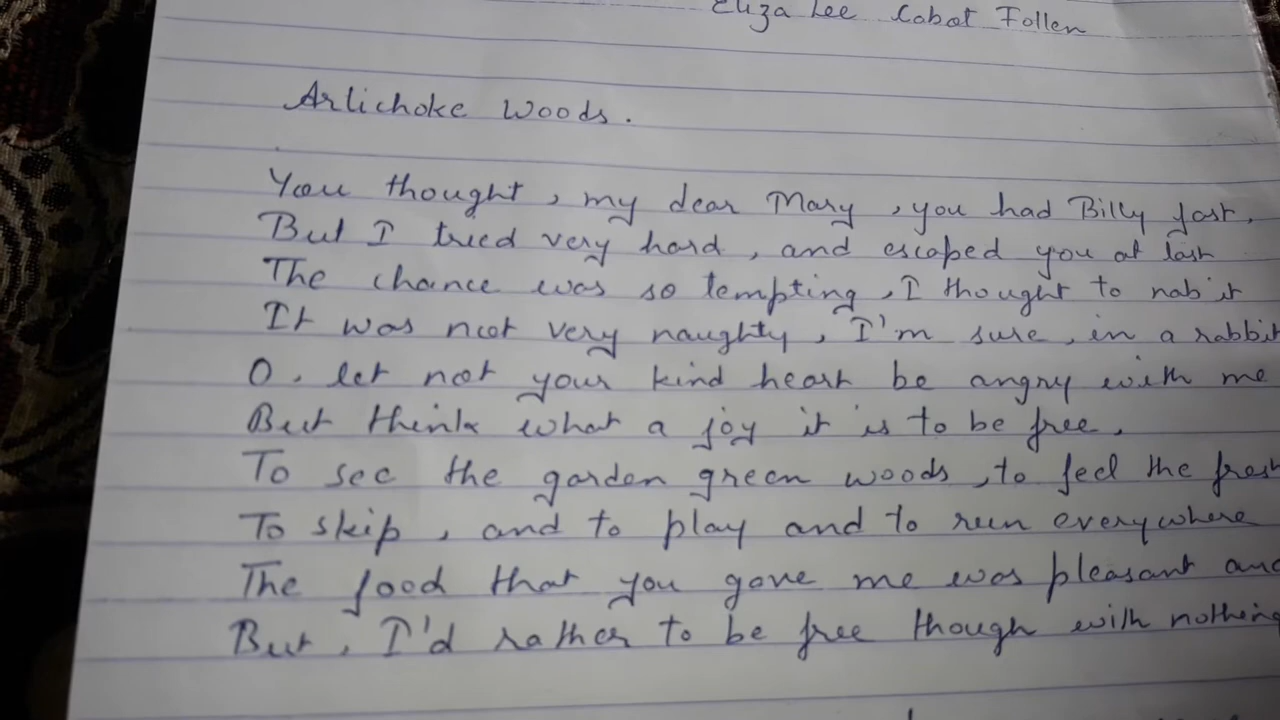 Eliza Lee Cabot Follen
Artichoke Woods.
You thought, my dear Mary, you had Billy fast,
But I tried very hard, and escaped you at last
The chance was so tempting, I thought to nab it
It was not very naughty, I'm sure, in a rabbit
O, let not your kind heart be angry with me
But think what a joy it is to be free,
To see the garden green woods, to feel the fresh
To skip, and to play and to run everywhere
The food that you gave me was pleasant and
But, I'd rather to be free though with nothing